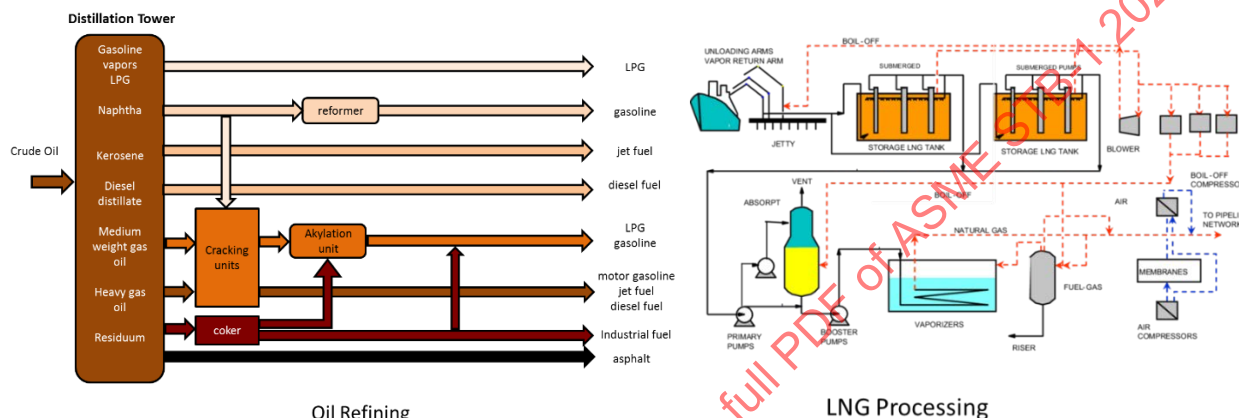 Distillation Tower
Gasoline
vapors
LPG
LPG
Naphtha
reformer
gasoline
Crude Oil
Kerosene
jet fuel
Diesel
distillate
diesel fuel
Medium
weight gas
oil
Cracking
units
Akylation
unit
LPG
gasoline
Heavy gas
oil
motor gasoline
jet fuel
diesel fuel
Residuum
coker
Industrial fuel
asphalt
Oil Refining
UNLOADING ARMS
VAPOR RETURN ARM
BOIL-OFF
SUBMERGED
SUBMERGED PUMPS
JETTY
STORAGE LNG TANK
STORAGE LNG TANK
BLOWER
BOIL-OFF
COMPRESSO
VENT
ABSORPT
BOIL-OFF
AIR
NATURAL GAS
TO PIPELIN
NETWORK
MEMBRANES
FUEL-GAS
PRIMARY
PUMPS
BOOSTER
PUMPS
VAPORIZERS
RISER
AIR
COMPRESSORS
LNG Processing
full PDF of ASME STB-1 202